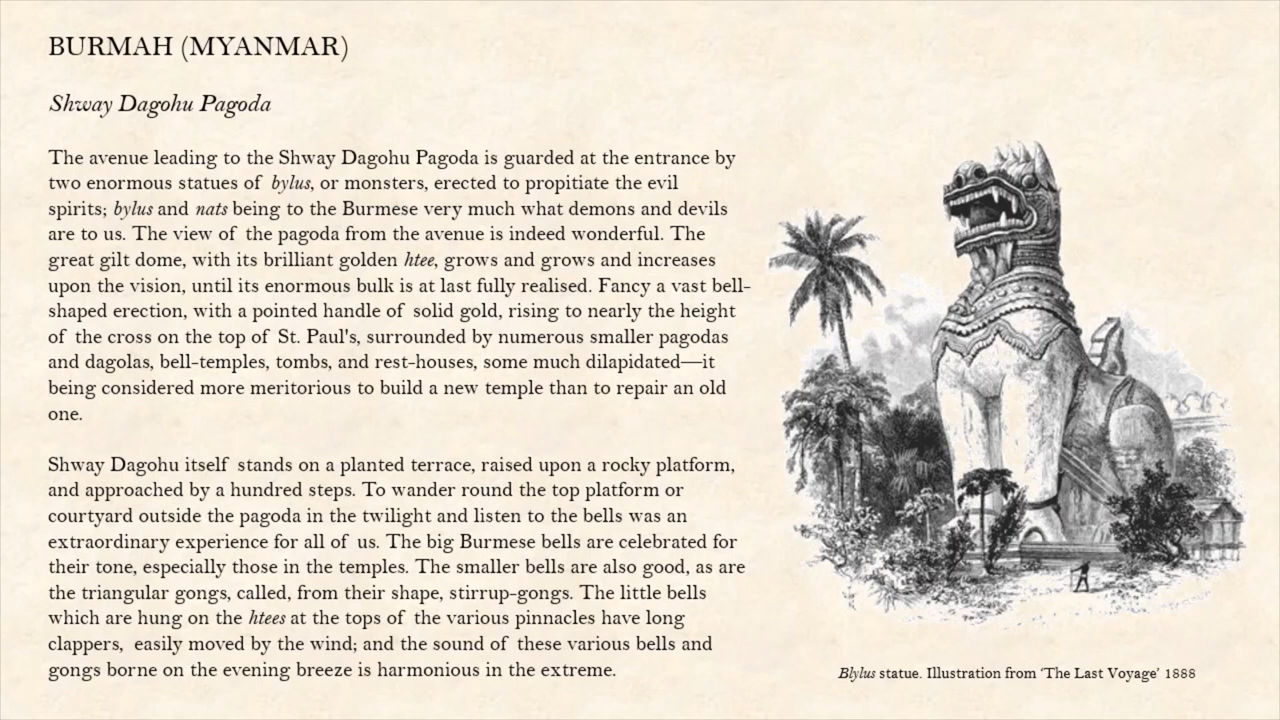 BURMAH (MYANMAR)
Shway Dagohu Pagoda
The avenue leading to the Shway Dagohu Pagoda is guarded at the entrance by
two enormous statues of bylus, or monsters, erected to propitiate the evil
spirits; bylus and nats being to the Burmese very much what demons and devils
are to us. The view of the pagoda from the avenue is indeed wonderful. The
great gilt dome, with its brilliant golden htee, grows and grows and increases
upon the vision, until its enormous bulk is at last fully realised. Fancy a vast bell-
shaped erection, with a pointed handle of solid gold, rising to nearly the height
of the cross on the top of St. Paul's, surrounded by numerous smaller pagodas
and dagolas, bell-temples, tombs, and rest-houses, some much dilapidated—it
being considered more meritorious to build a new temple than to repair an old
one.
Shway Dagohu itself stands on a planted terrace, raised upon a rocky platform,
and approached by a hundred steps. To wander round the top platform or
courtyard outside the pagoda in the twilight and listen to the bells was an
extraordinary experience for all of us. The big Burmese bells are celebrated for
their tone, especially those in the temples. The smaller bells are also good, as are
the triangular gongs, called, from their shape, stirrup-gongs. The little bells
which are hung on the htees at the tops of the various pinnacles have long
clappers, easily moved by the wind; and the sound of these various bells and
gongs borne on the evening breeze is harmonious in the extreme.
Blylus statue. Illustration from ‘The Last Voyage’ 1888